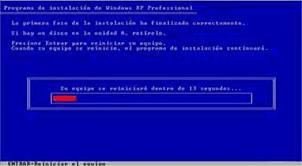 Programa de instalación de Windows XP Professional
La primera fase de la instalación ha finalizado correctamente.
Si hay un disco en la unidad A, retírelo.
Presione Entrar para reiniciar su equipo.
Cuando su equipo se reinicie, el programa de instalación continuará.
Su equipo se reiniciará dentro de 13 segundos...
ENTRAR=Reiniciar el equipo